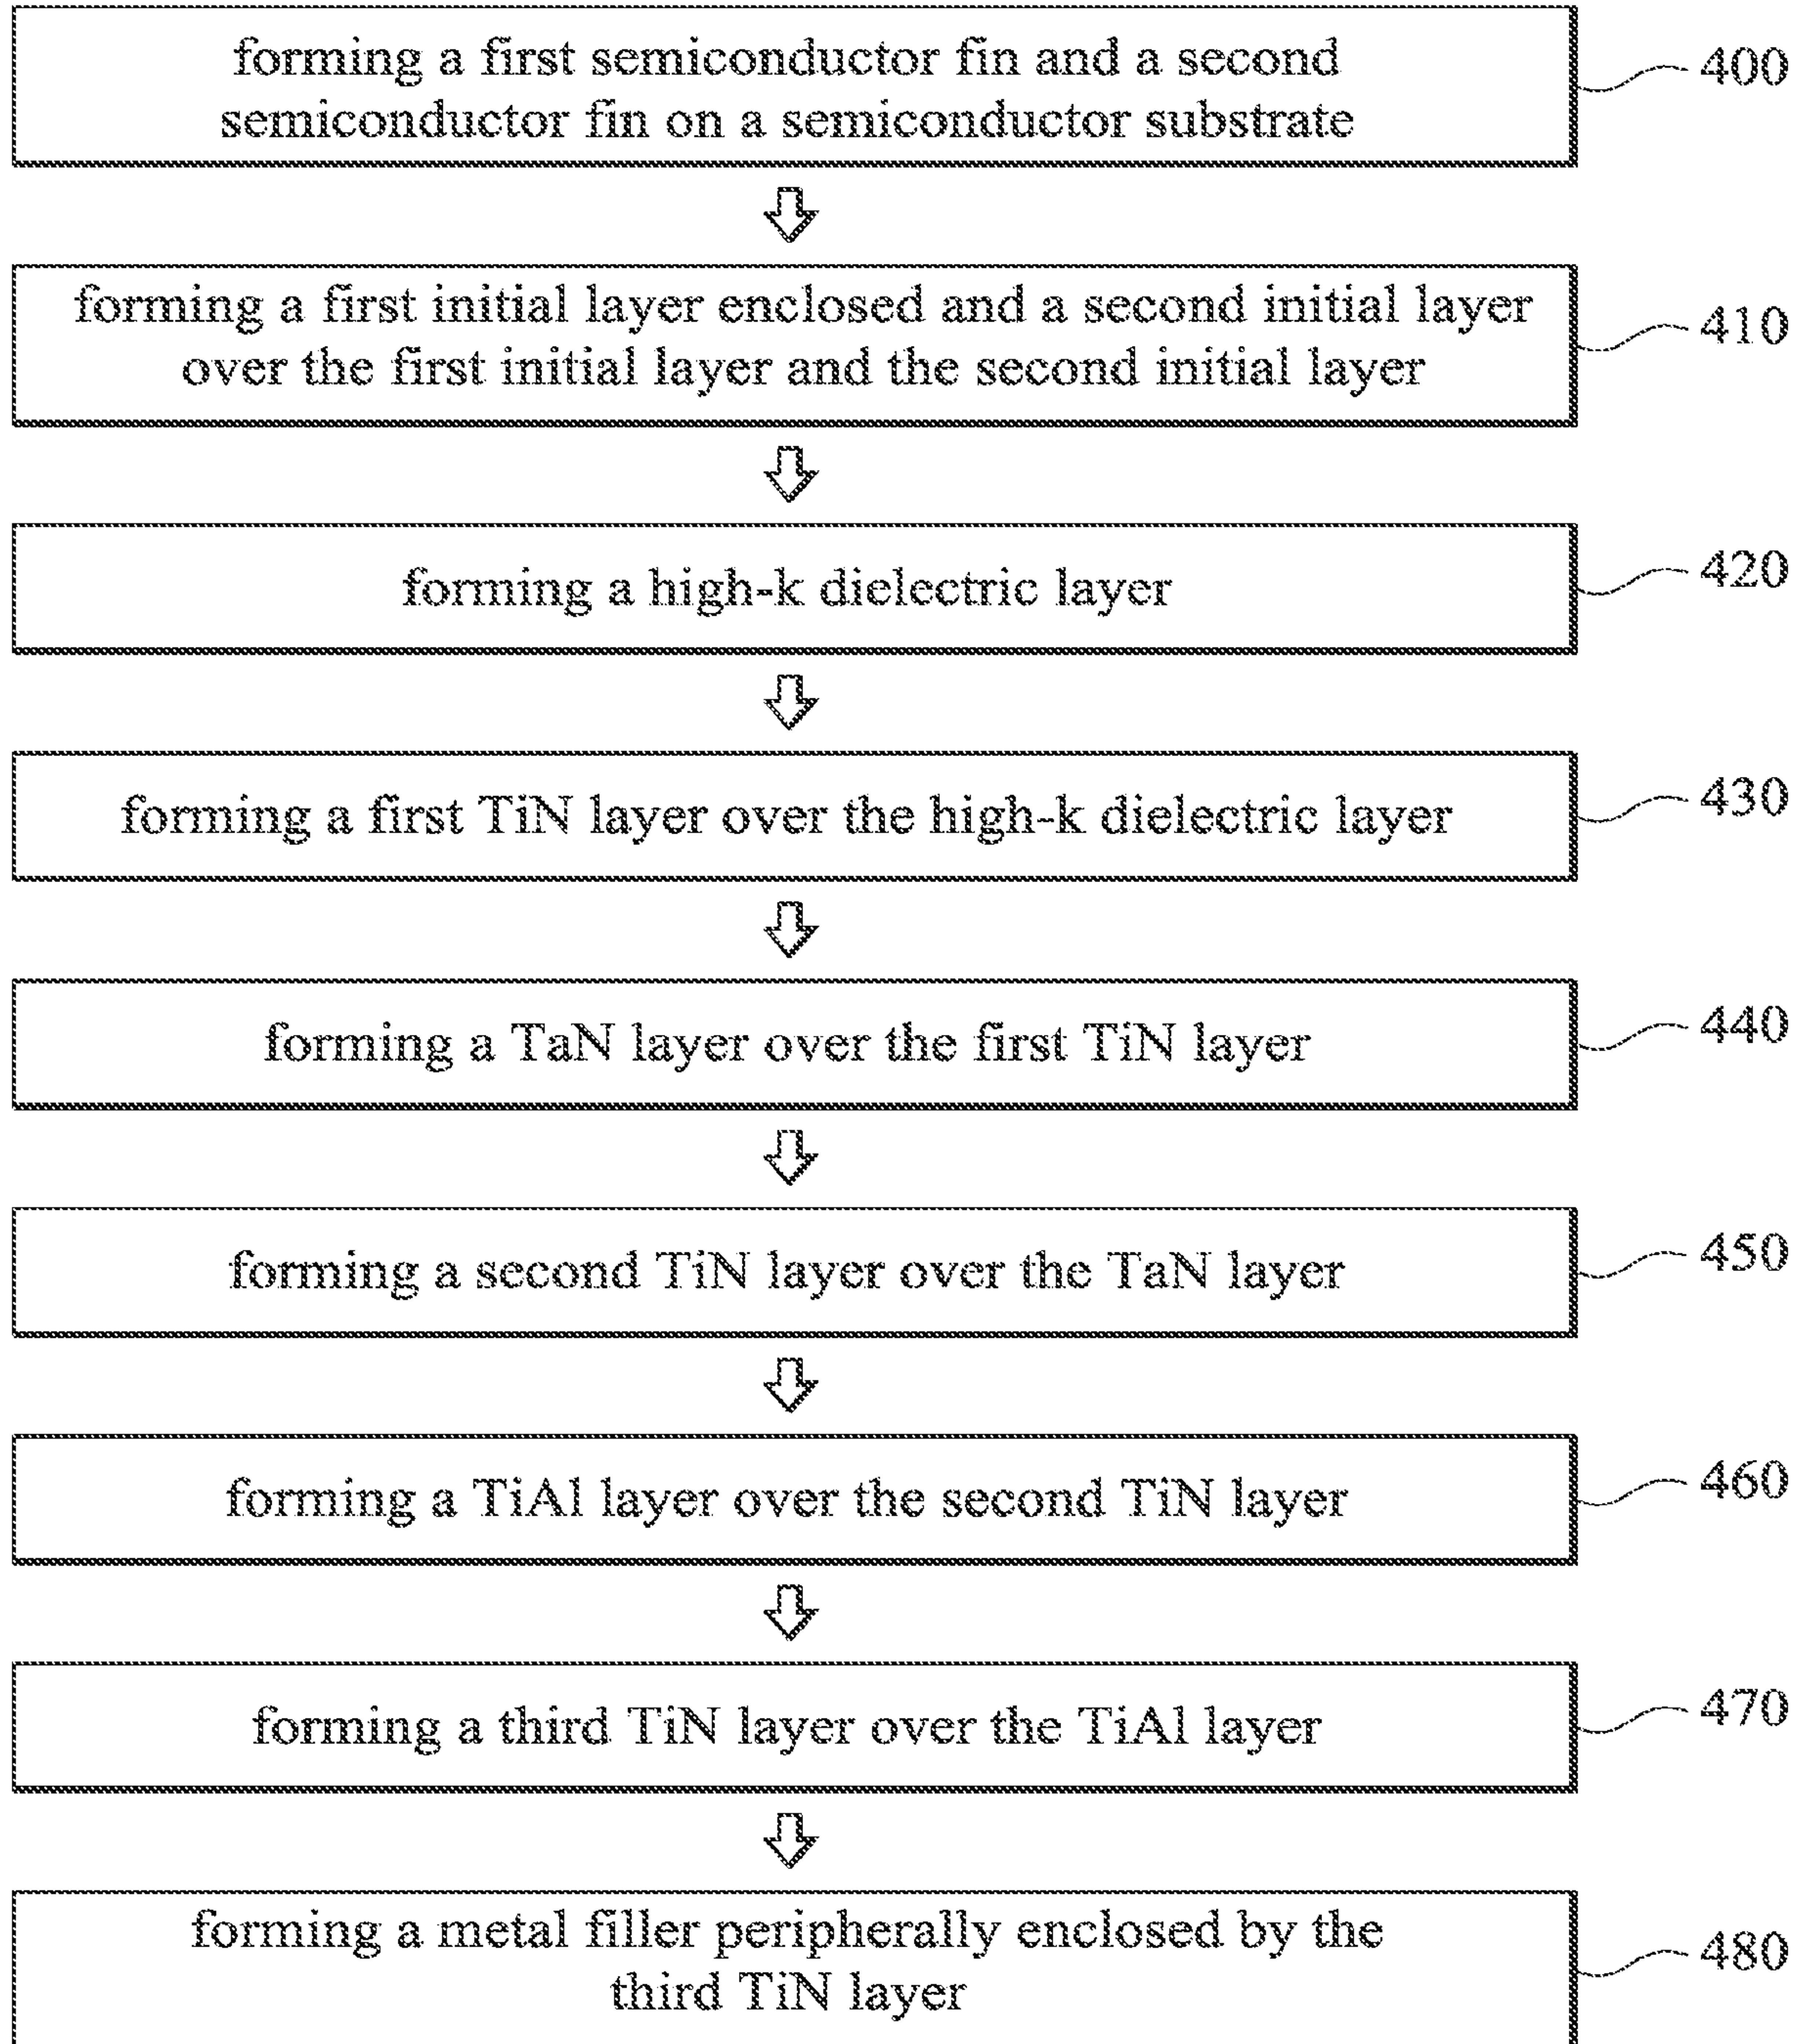 forming a first semiconductor fin and a second
semiconductor fin on a semiconductor substrate
400
forming a first initial layer enclosed and a second initial layer
over the first initial layer and the second initial layer
410
forming a high-k dielectric layer
420
forming a first TiN layer over the high-k dielectric layer
430
forming a TaN layer over the first TiN layer
440
forming a second TiN layer over the TaN layer
450
forming a TiAl layer over the second TiN layer
460
forming a third TiN layer over the TiAl layer
470
forming a metal filler peripherally enclosed by the
third TiN layer
480